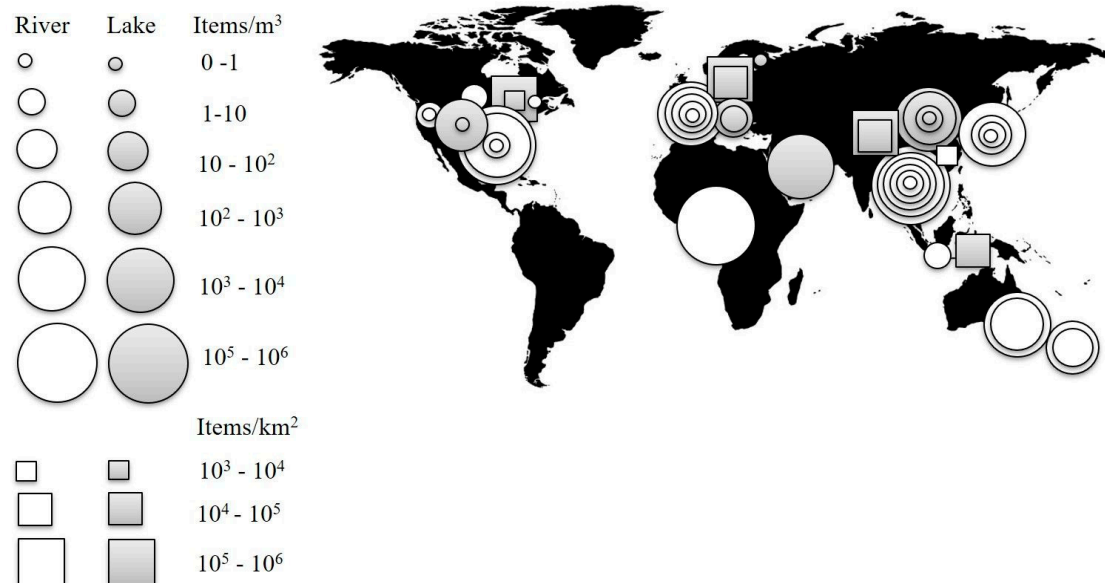 River Lake Items/m³
0 -1
1-10
10 - 10²
10² - 10³
10³ - 10⁴
10⁵ - 10⁶
Items/km²
10³ - 10⁴
10⁴ - 10⁵
10⁵ - 10⁶